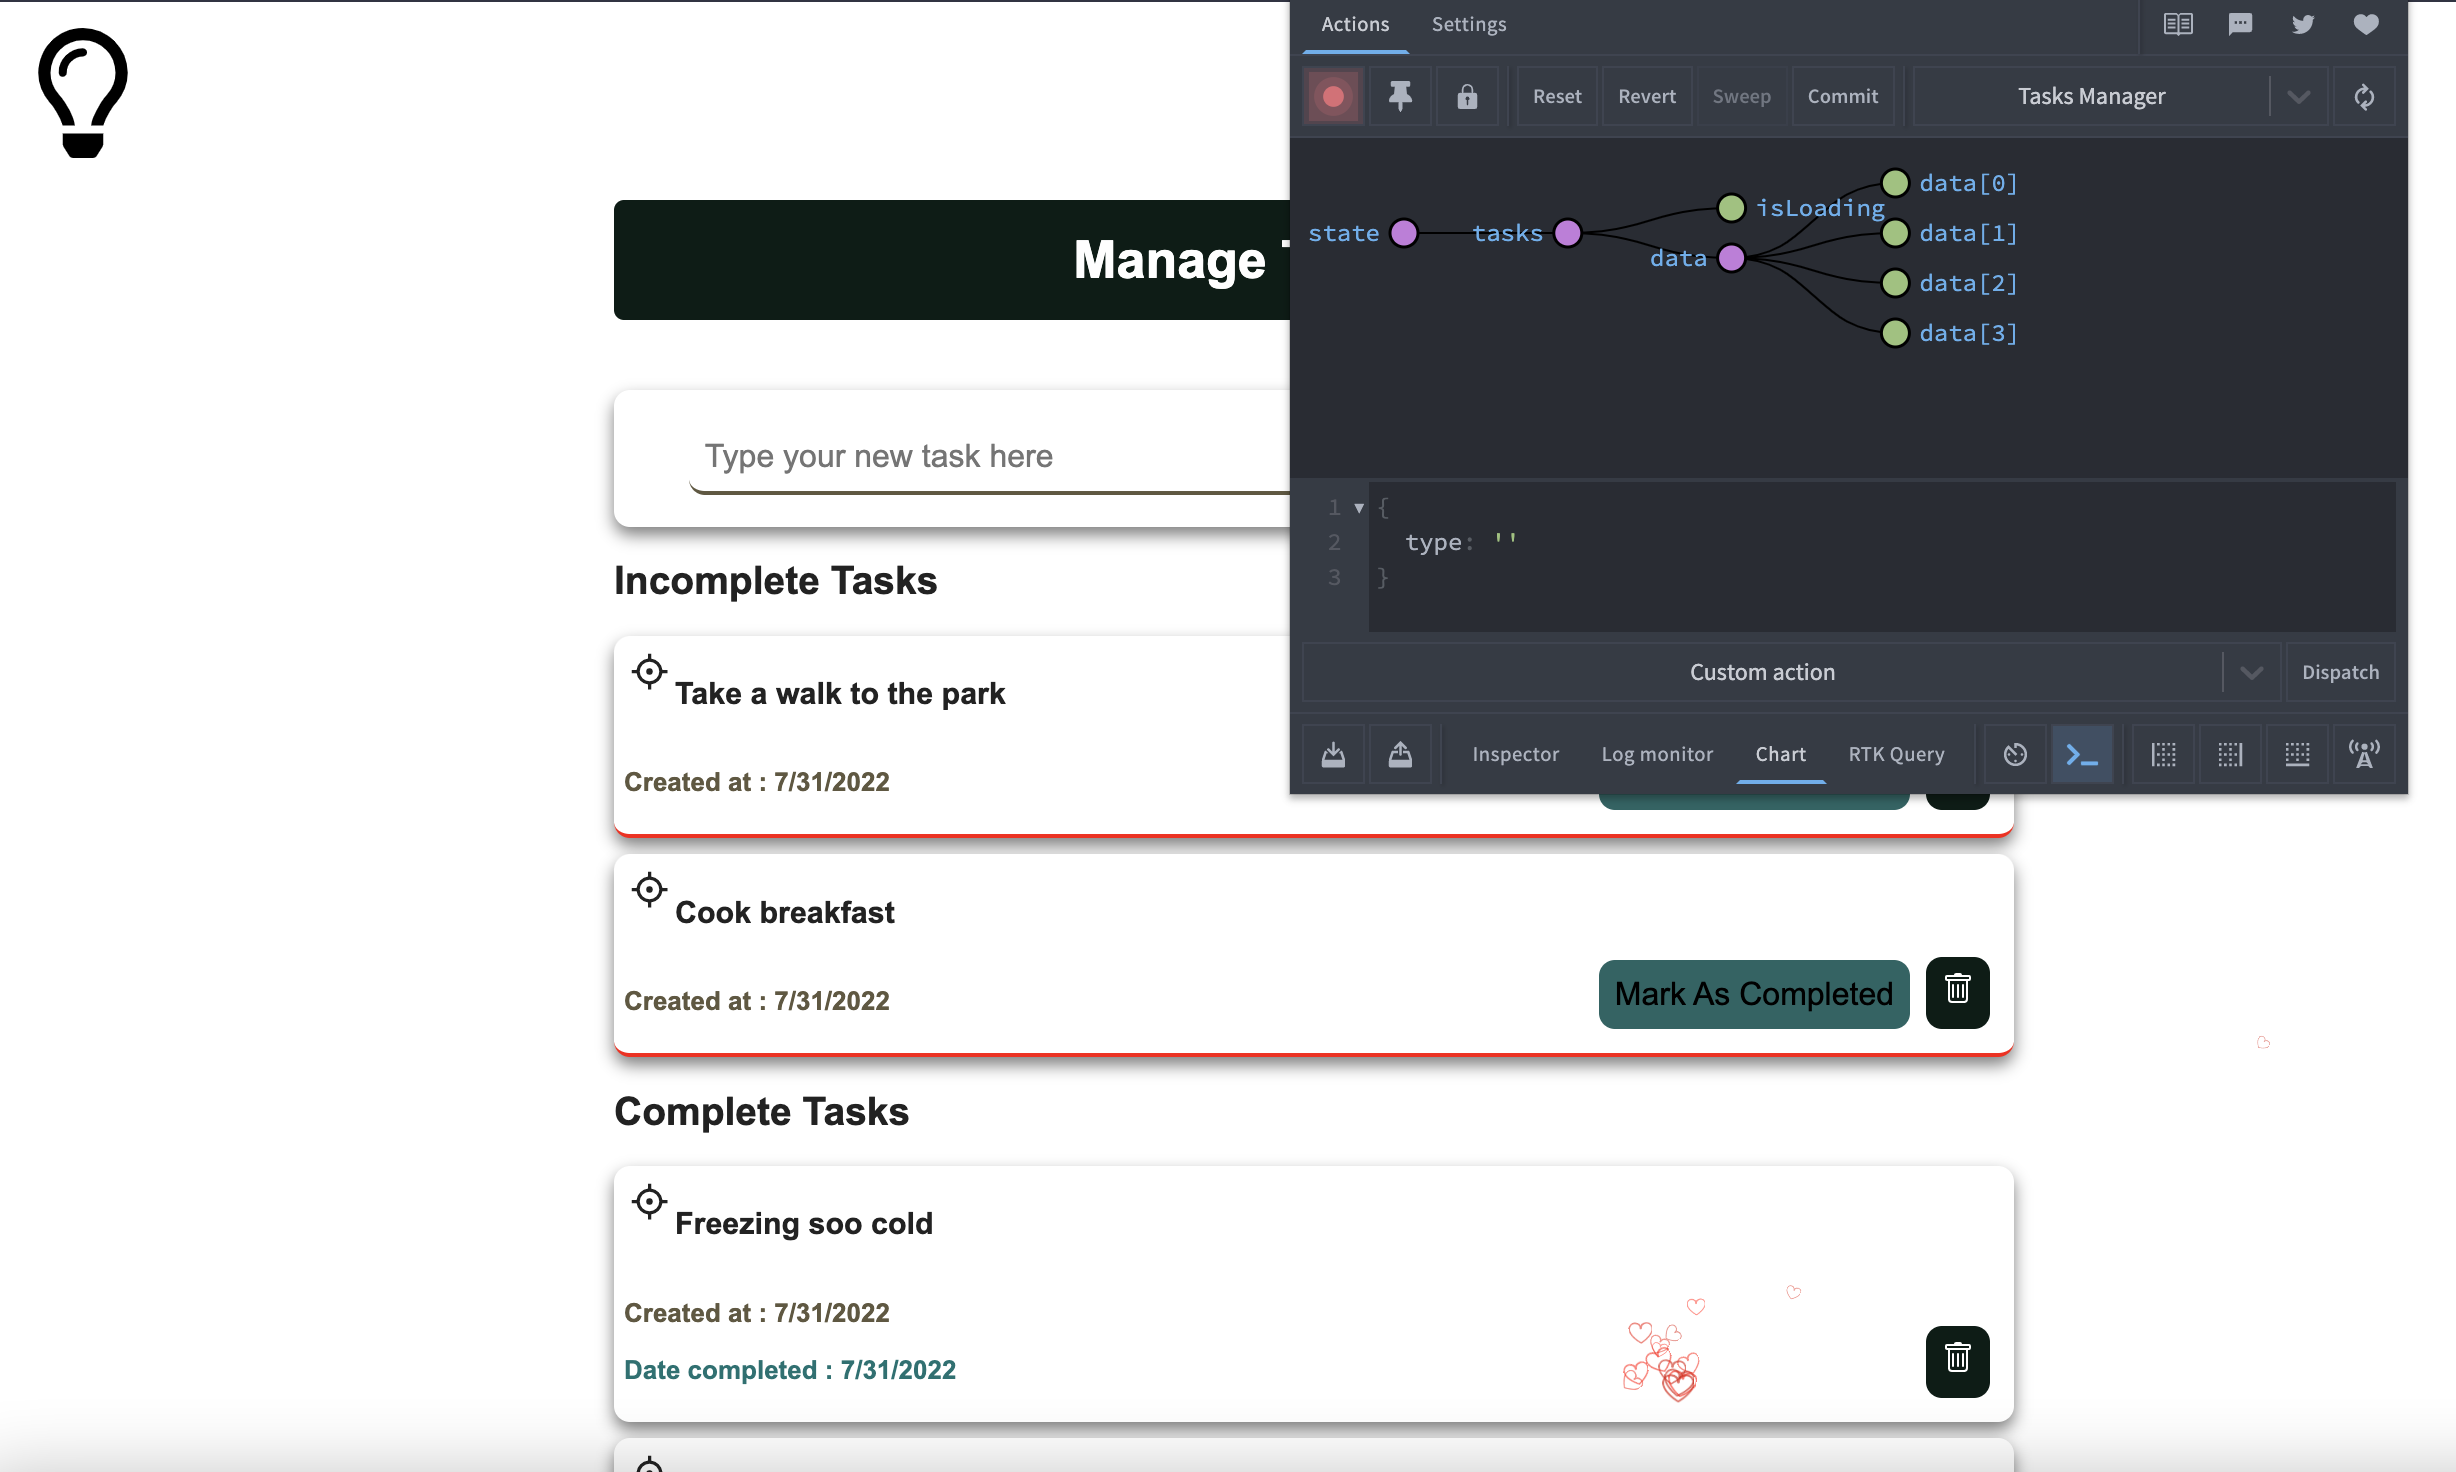 Actions Settings
Reset Revert Sweep Commit Tasks Manager
state tasks isLoading data data[0]
data[1]
data[2]
data[3]
1 {
2 type: ''
3 }
Custom action Dispatch
Inspector Log monitor Chart RTK Query
Manage
Type your new task here
Incomplete Tasks
Take a walk to the park
Created at : 7/31/2022
Cook breakfast
Created at : 7/31/2022
Mark As Completed
Complete Tasks
Freezing soo cold
Created at : 7/31/2022
Date completed : 7/31/2022